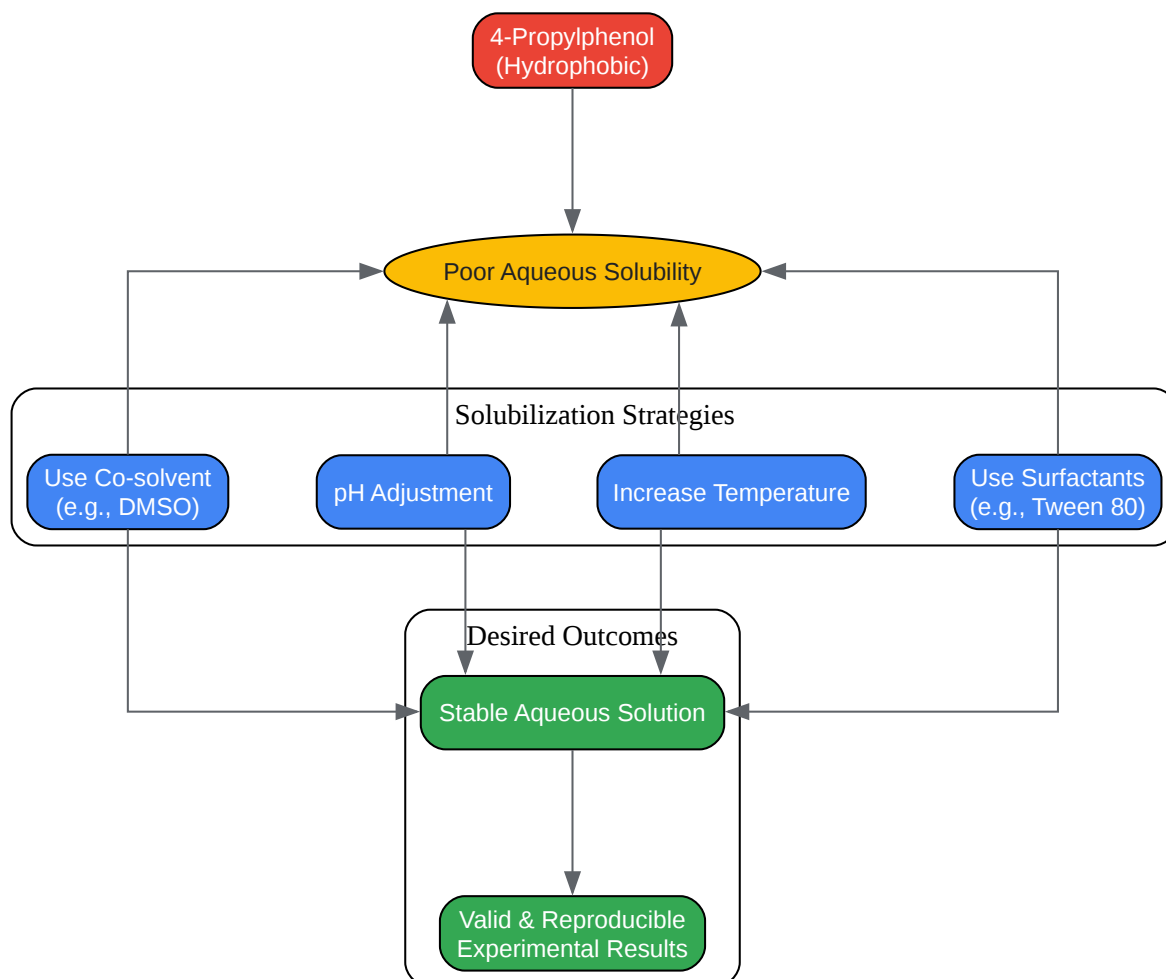 4-Propylphenol
(Hydrophobic)
Poor Aqueous Solubility
Solubilization Strategies
Use Co-solvent
(e.g., DMSO)
pH Adjustment
Increase Temperature
Use Surfactants
(e.g., Tween 80)
Desired Outcomes
Stable Aqueous Solution
Valid & Reproducible
Experimental Results